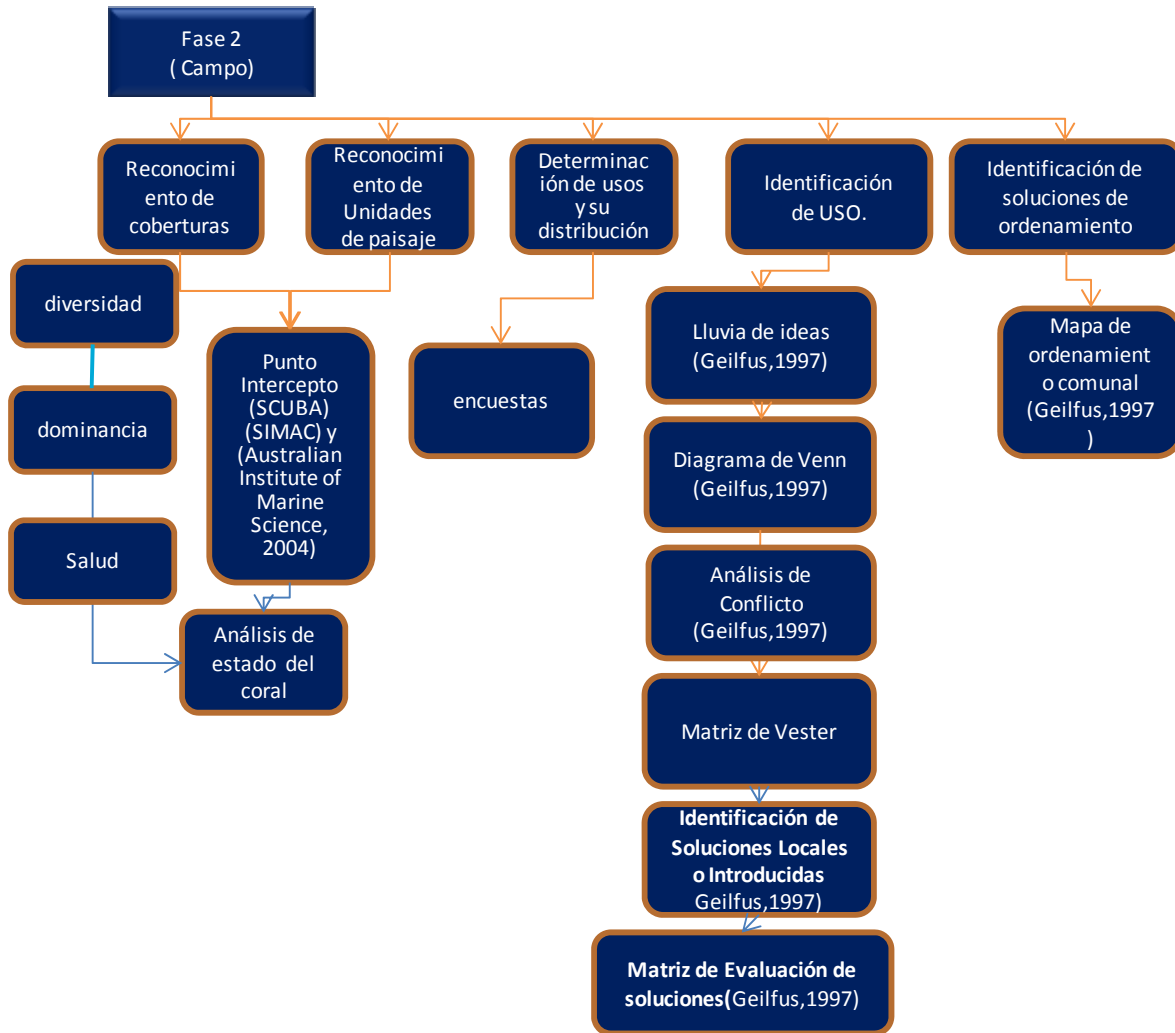 Fase 2
( Campo)
Reconocimi
ento de
coberturas
Reconocimi
ento de
Unidades
de paisaje
Determinac
ión de usos
y su
distribución
Identificación
de USO.
Identificación de
soluciones de
ordenamiento
diversidad
dominancia
Salud
Punto
Intercepto
(SCUBA)
(SIMAC) y
(Australian
Institute of
Marine
Science,
2004)
Análisis de
estado del
coral
encuestas
Lluvia de ideas
(Geilfus,1997)
Diagrama de Venn
(Geilfus,1997)
Análisis de
Conflicto
(Geilfus,1997)
Matriz de Vester
Identificación de
Soluciones Locales
o Introducidas
Geilfus,1997)
Matriz de Evaluación de
soluciones(Geilfus,1997)
Mapa de
ordenamient
o comunal
(Geilfus,1997
)